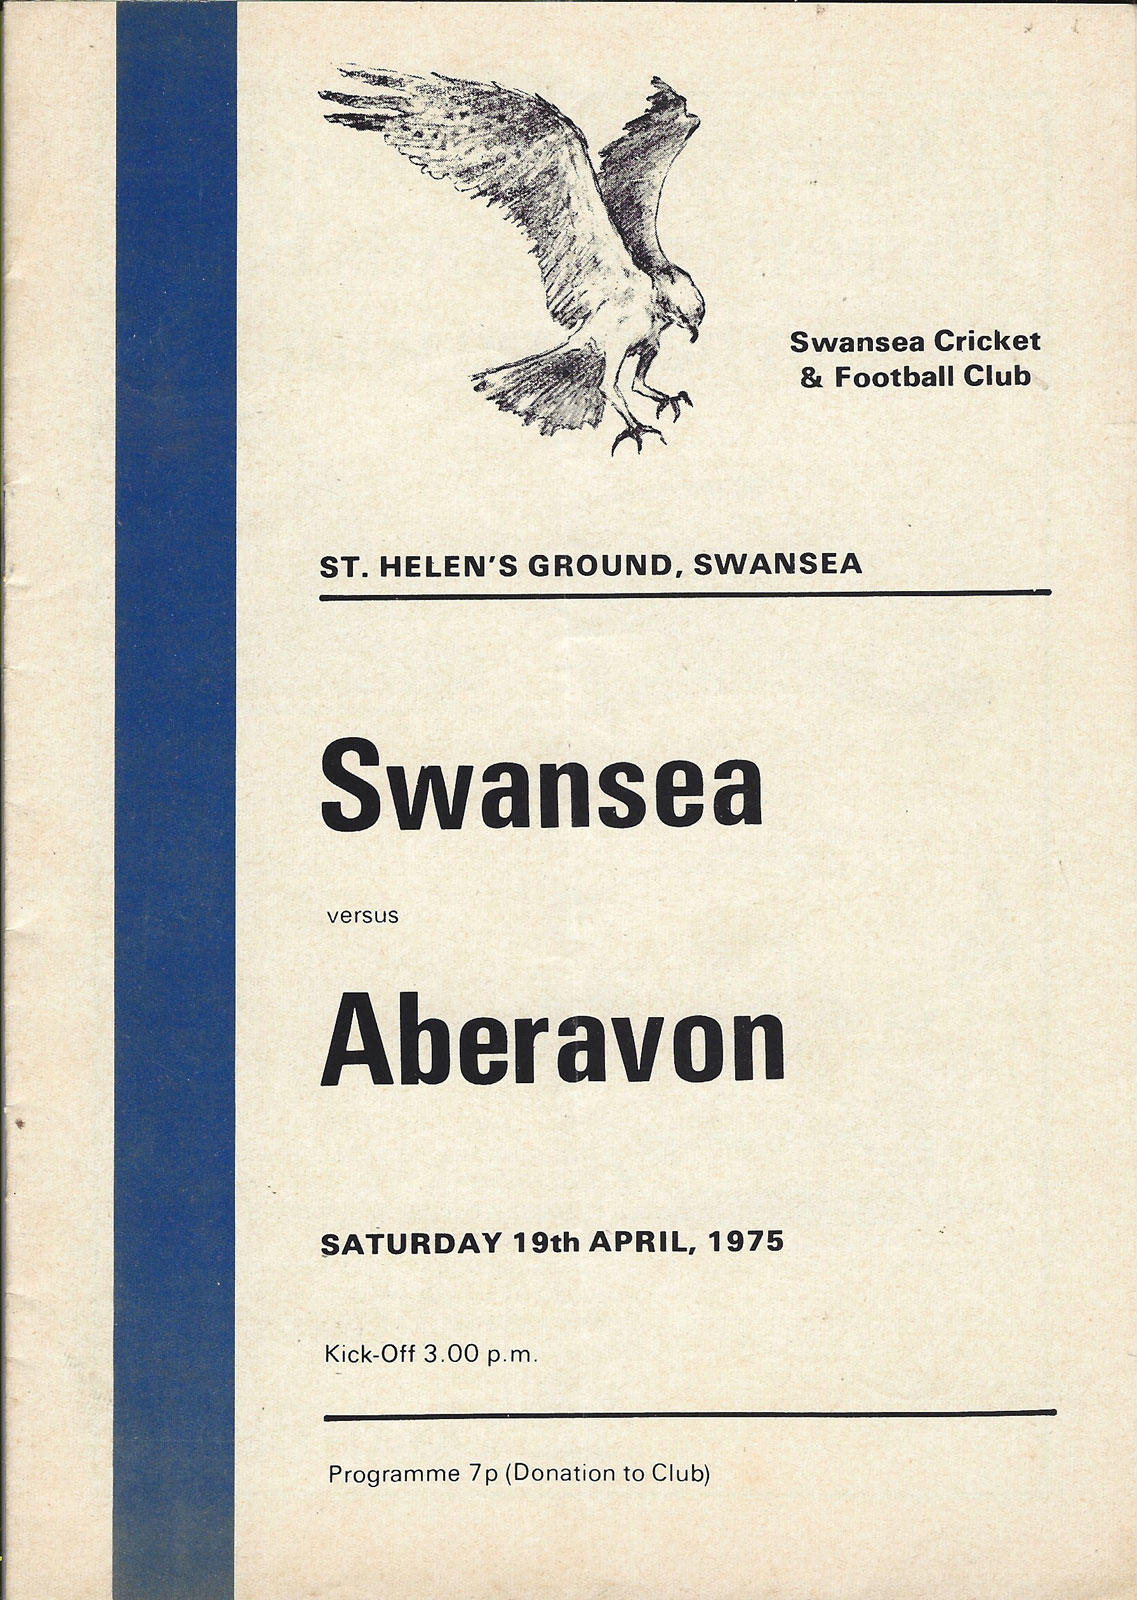 Swansea Cricket
& Football Club
ST. HELEN'S GROUND, SWANSEA
Swansea
versus
Aberavon
SATURDAY 19th APRIL, 1975
Kick-Off 3.00 p.m.
Programme 7p (Donation to Club)